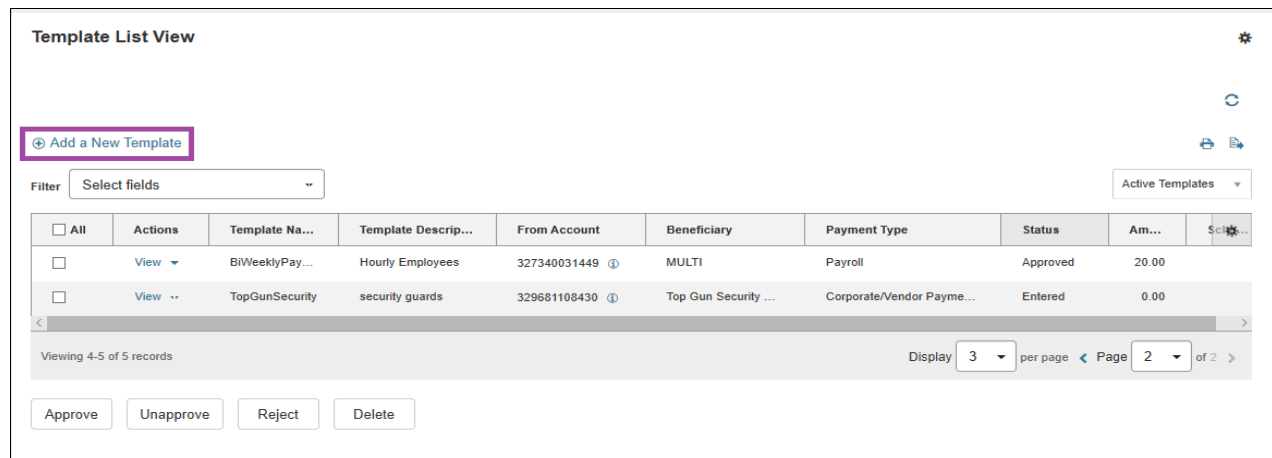 Template List View
Add a New Template
Filter Select fields Active Templates
All Actions Template Na... Template Descrip... From Account Beneficiary Payment Type Status Am...
View BiWeeklyPay... Hourly Employees 327340031449 MULTI Payroll Approved 20.00
View TopGunSecurity security guards 329681108430 Top Gun Security ... Corporate/Vendor Payme... Entered 0.00
Viewing 4-5 of 5 records Display 3 per page Page 2 of 2
Approve Unapprove Reject Delete